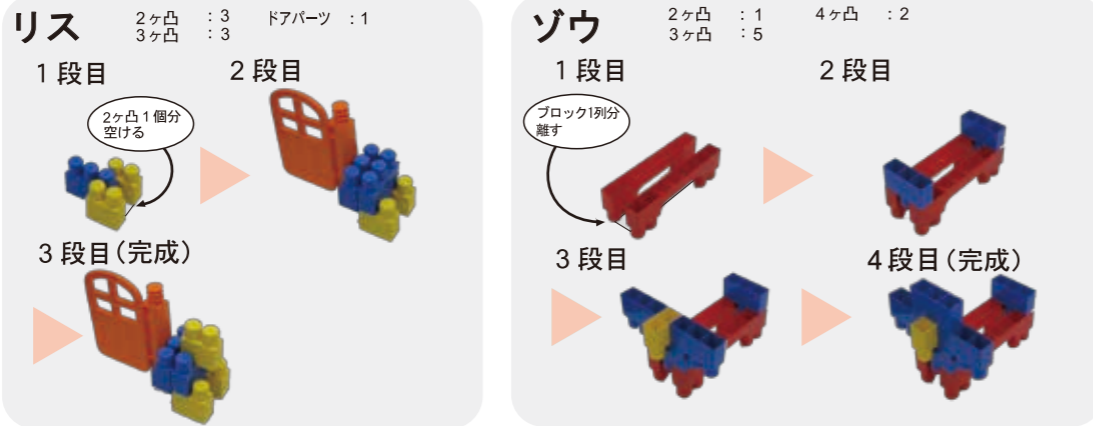 リス
2ヶ凸 : 3 ドアパーツ : 1
3ヶ凸 : 3
1 段目
2 段目
2ヶ凸 1 個分
空ける
3 段目(完成)
ゾウ
2ヶ凸 : 1 4ヶ凸 : 2
3ヶ凸 : 5
1 段目
2 段目
ブロック1列分
離す
3 段目
4 段目(完成)